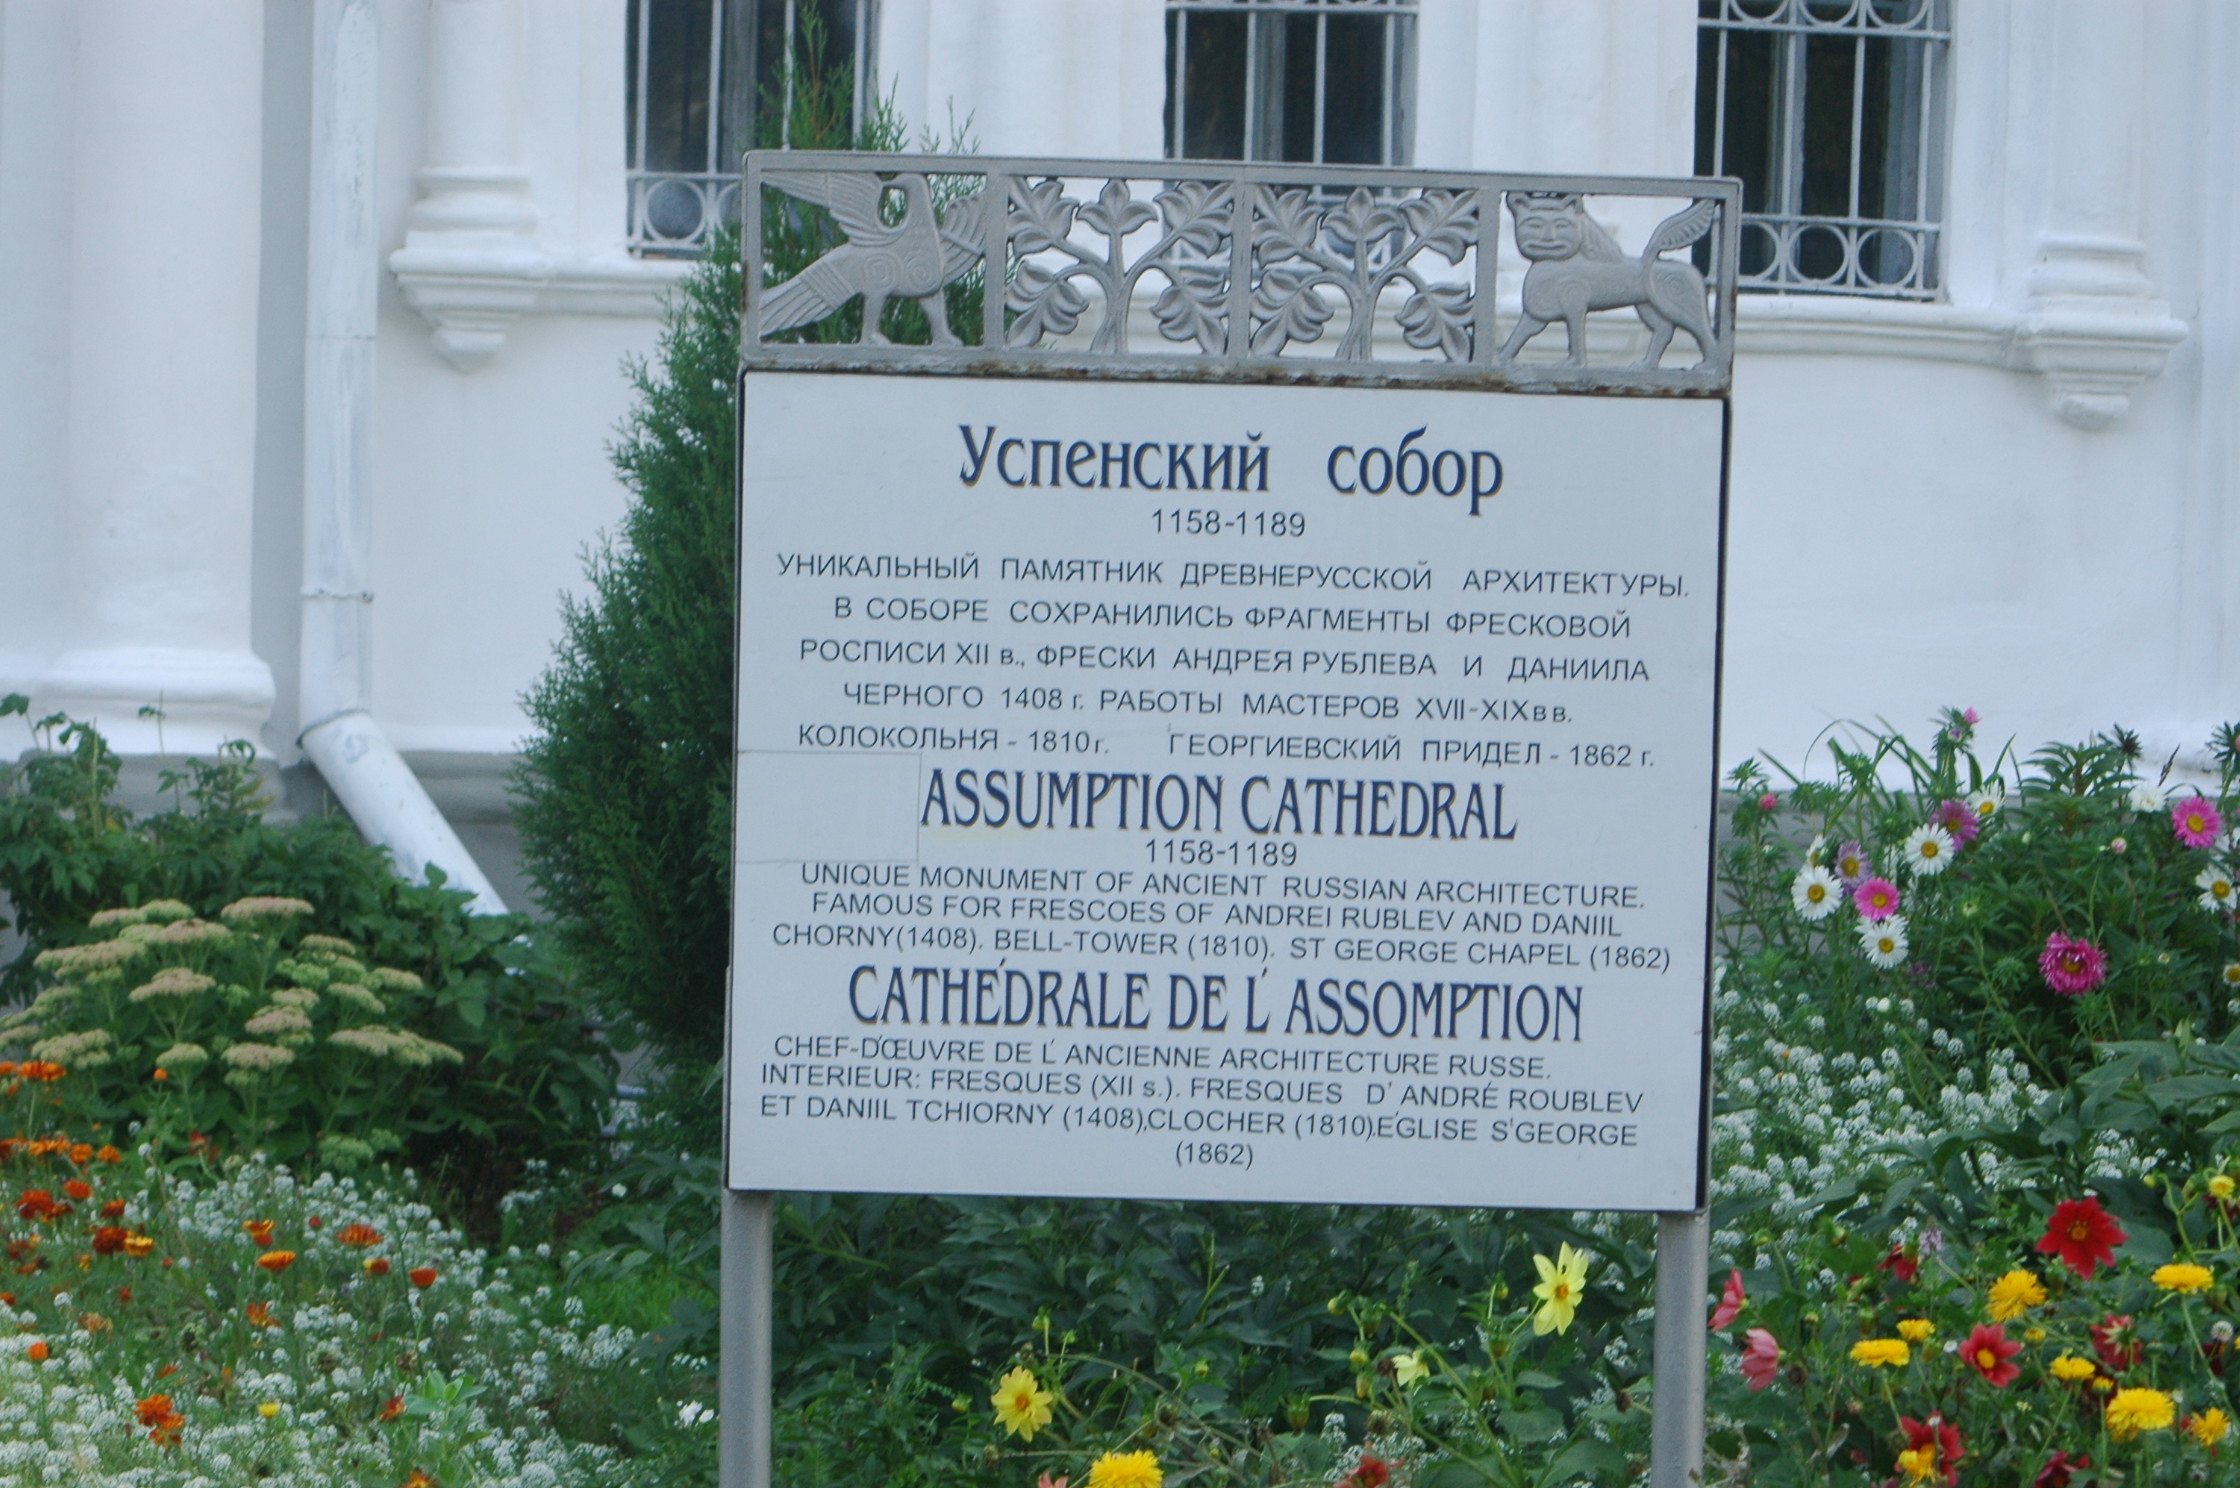 Успенский собор
1158-1189
УНИКАЛЬНЫЙ ПАМЯТНИК ДРЕВНЕРУССКОЙ АРХИТЕКТУРЫ.
В СОБОРЕ СОХРАНИЛИСЬ ФРАГМЕНТЫ ФРЕСКОВОЙ
РОСПИСИ XII в., ФРЕСКИ АНДРЕЯ РУБЛЕВА И ДАНИИЛА
ЧЕРНОГО 1408 г. РАБОТЫ МАСТЕРОВ XVII-XIX вв.
КОЛОКОЛЬНЯ - 1810 г. ГЕОРГИЕВСКИЙ ПРИДЕЛ - 1862 г.
ASSUMPTION CATHEDRAL
1158-1189
UNIQUE MONUMENT OF ANCIENT RUSSIAN ARCHITECTURE.
FAMOUS FOR FRESCOES OF ANDREI RUBLEV AND DANIIL
CHORNY(1408). BELL-TOWER (1810). ST GEORGE CHAPEL (1862)
CATHÉDRALE DE L' ASSOMPTION
CHEF-D'ŒUVRE DE L' ANCIENNE ARCHITECTURE RUSSE.
INTERIEUR: FRESQUES (XII s.). FRESQUES D' ANDRÉ ROUBLEV
ET DANIIL TCHIORNY (1408),CLOCHER (1810).ÉGLISE S'GEORGE
(1862)